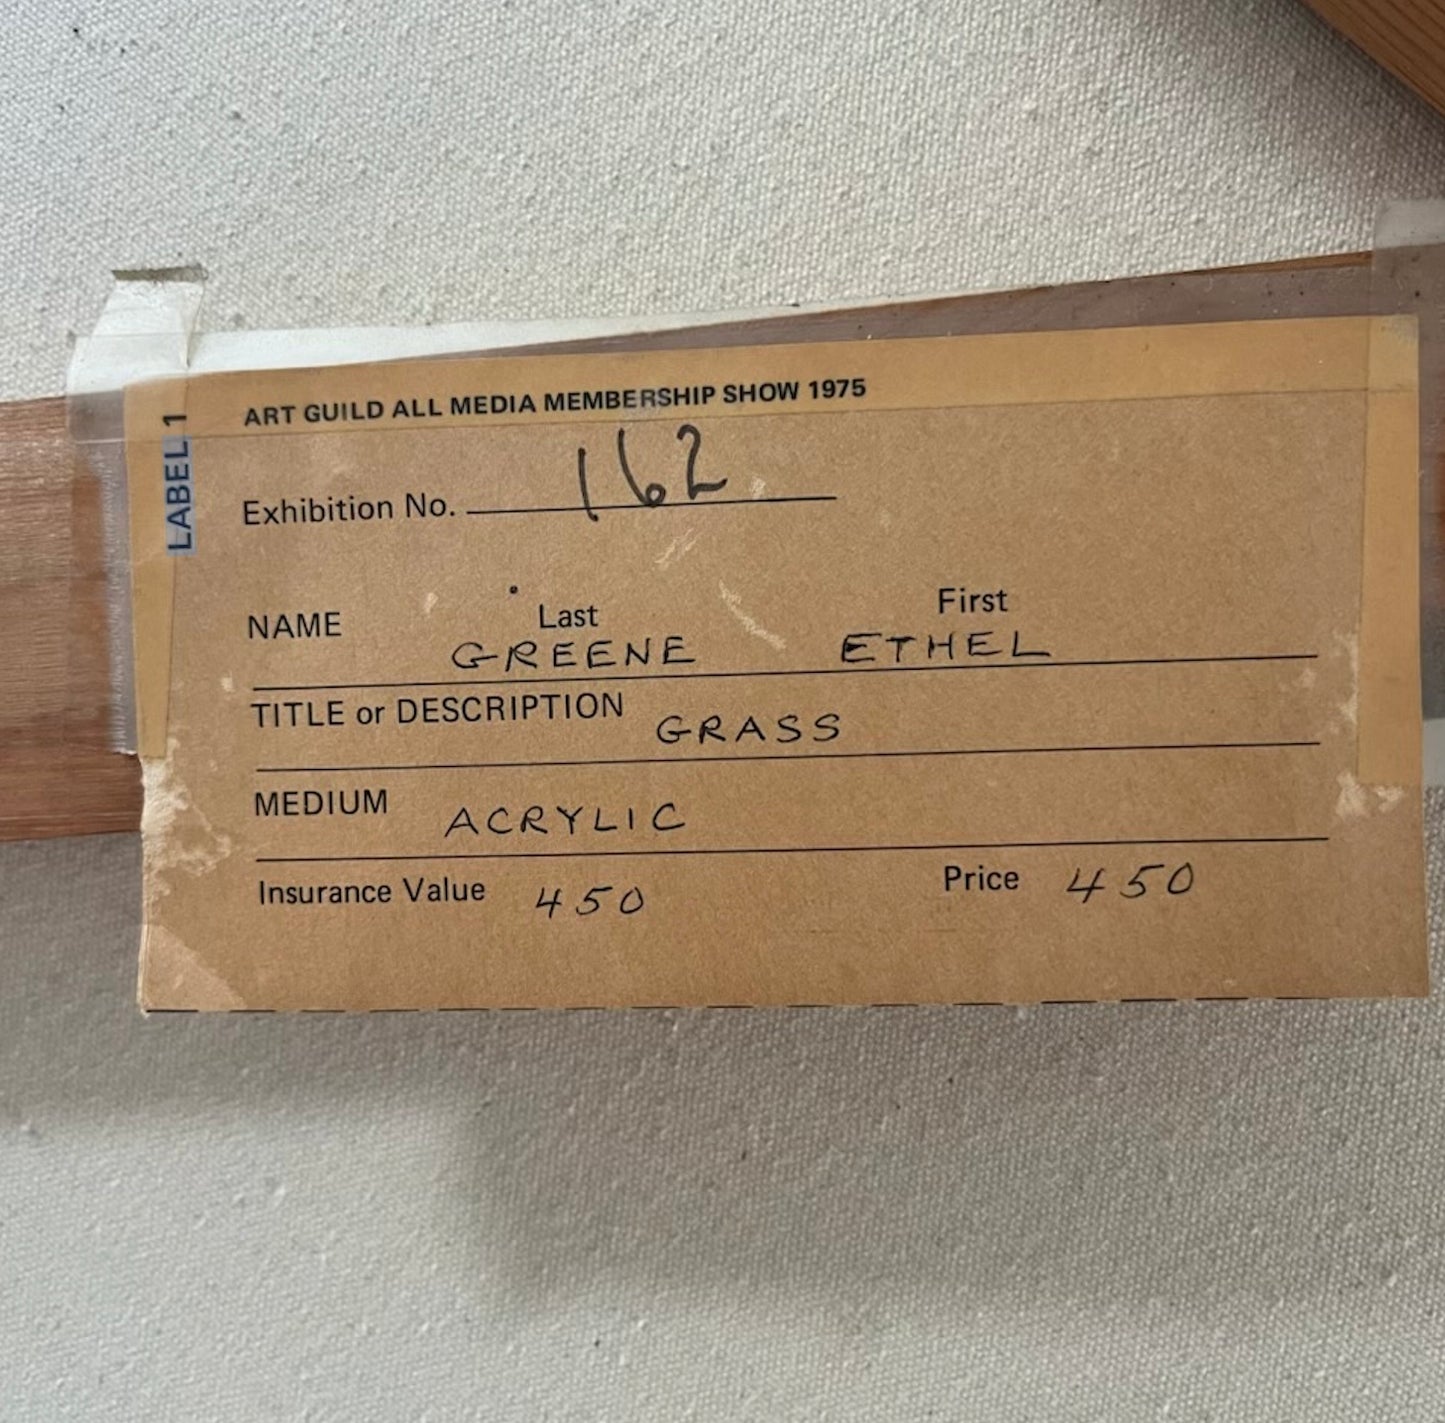 LABEL 1
ART GUILD ALL MEDIA MEMBERSHIP SHOW 1975
Exhibition No. 162
NAME Last First
GREENE ETHEL
TITLE or DESCRIPTION GRASS
MEDIUM ACRYLIC
Insurance Value 450 Price 450